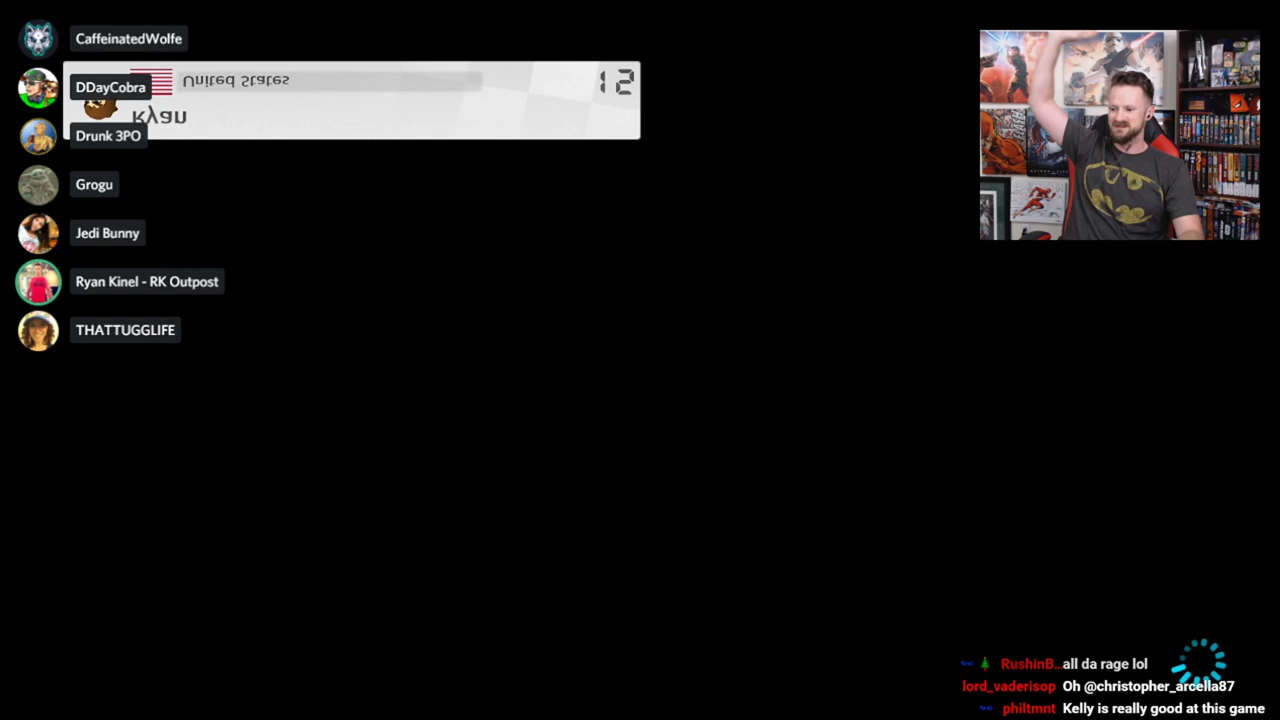 CaffeinatedWolfe
DDayCobra
United States
12
Ryan
Drunk 3PO
Grogu
Jedi Bunny
Ryan Kinel - RK Outpost
THATTUGGLIFE
RushinB... all da rage lol
lord_vaderisop Oh @christopher_arcella87
philtmnt Kelly is really good at this game